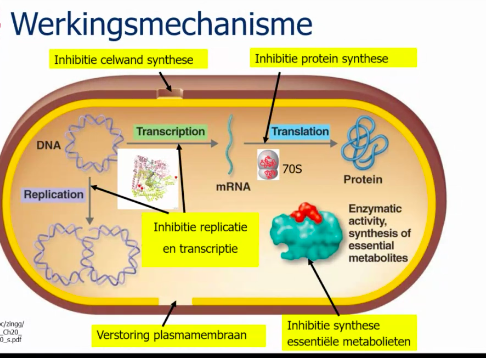 Werkingsmechanisme
Inhibitie celwand synthese
Inhibitie protein synthese
Transcription
Translation
DNA
mRNA
70S
Protein
Replication
Inhibitie replicatie
en transcriptie
Enzymatic
activity,
synthesis of
essential
metabolites
Verstoring plasmamembraan
Inhibitie synthese
essentiële metabolieten